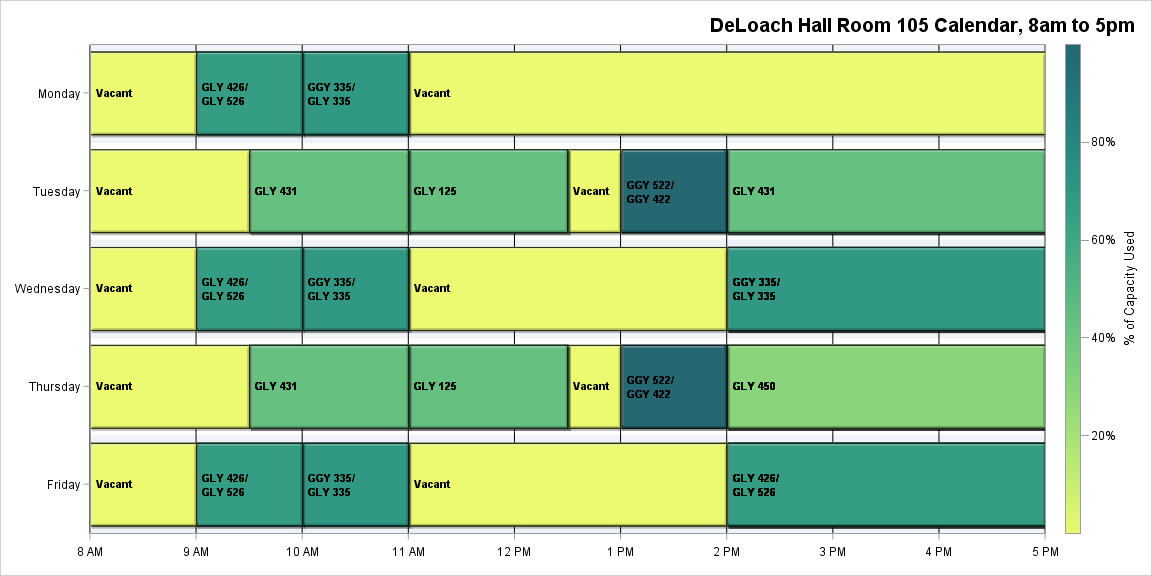 DeLoach Hall Room 105 Calendar, 8am to 5pm
Monday
Vacant
GLY 426/
GLY 526
GGY 335/
GLY 335
Vacant
Tuesday
Vacant
GLY 431
GLY 125
Vacant
GGY 522/
GGY 422
GLY 431
Wednesday
Vacant
GLY 426/
GLY 526
GGY 335/
GLY 335
Vacant
GGY 335/
GLY 335
Thursday
Vacant
GLY 431
GLY 125
Vacant
GGY 522/
GGY 422
GLY 450
Friday
Vacant
GLY 426/
GLY 526
GGY 335/
GLY 335
Vacant
GLY 426/
GLY 526
8 AM
9 AM
10 AM
11 AM
12 PM
1 PM
2 PM
3 PM
4 PM
5 PM
80%
60%
40%
20%
% of Capacity Used